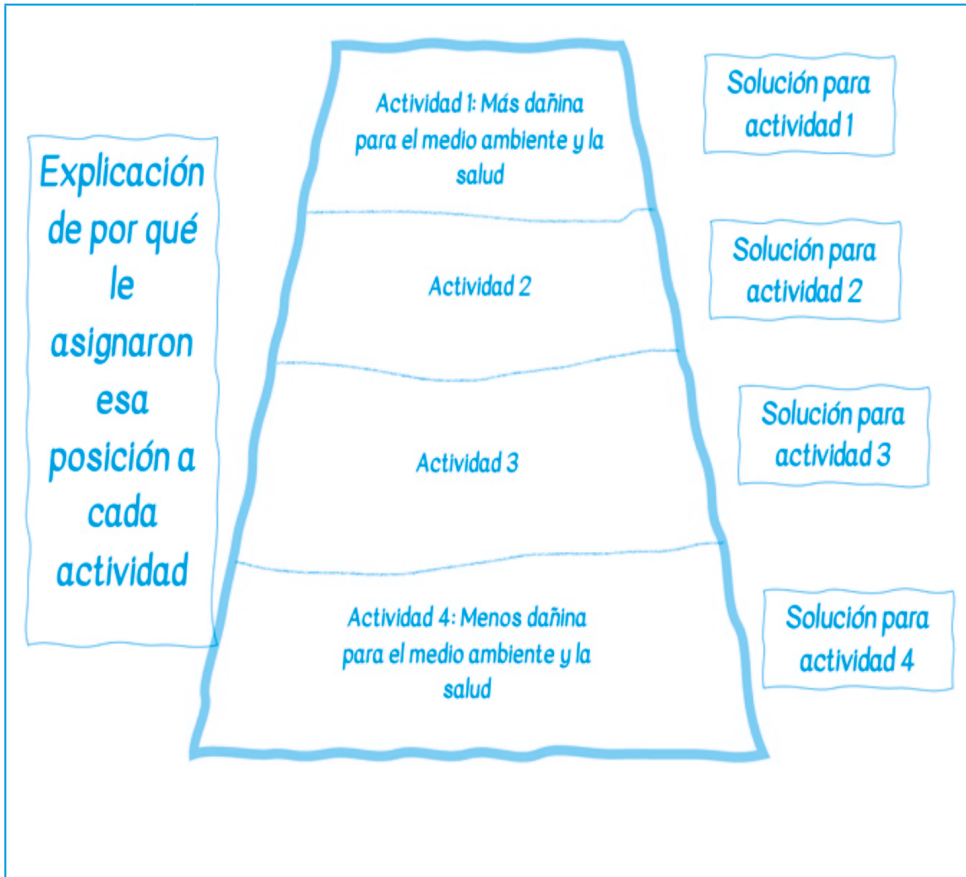 Explicación
de por qué
le
asignaron
esa
posición a
cada
actividad
Actividad 1: Más dañina
para el medio ambiente y la
salud
Actividad 2
Actividad 3
Actividad 4: Menos dañina
para el medio ambiente y la
salud
Solución para
actividad 1
Solución para
actividad 2
Solución para
actividad 3
Solución para
actividad 4